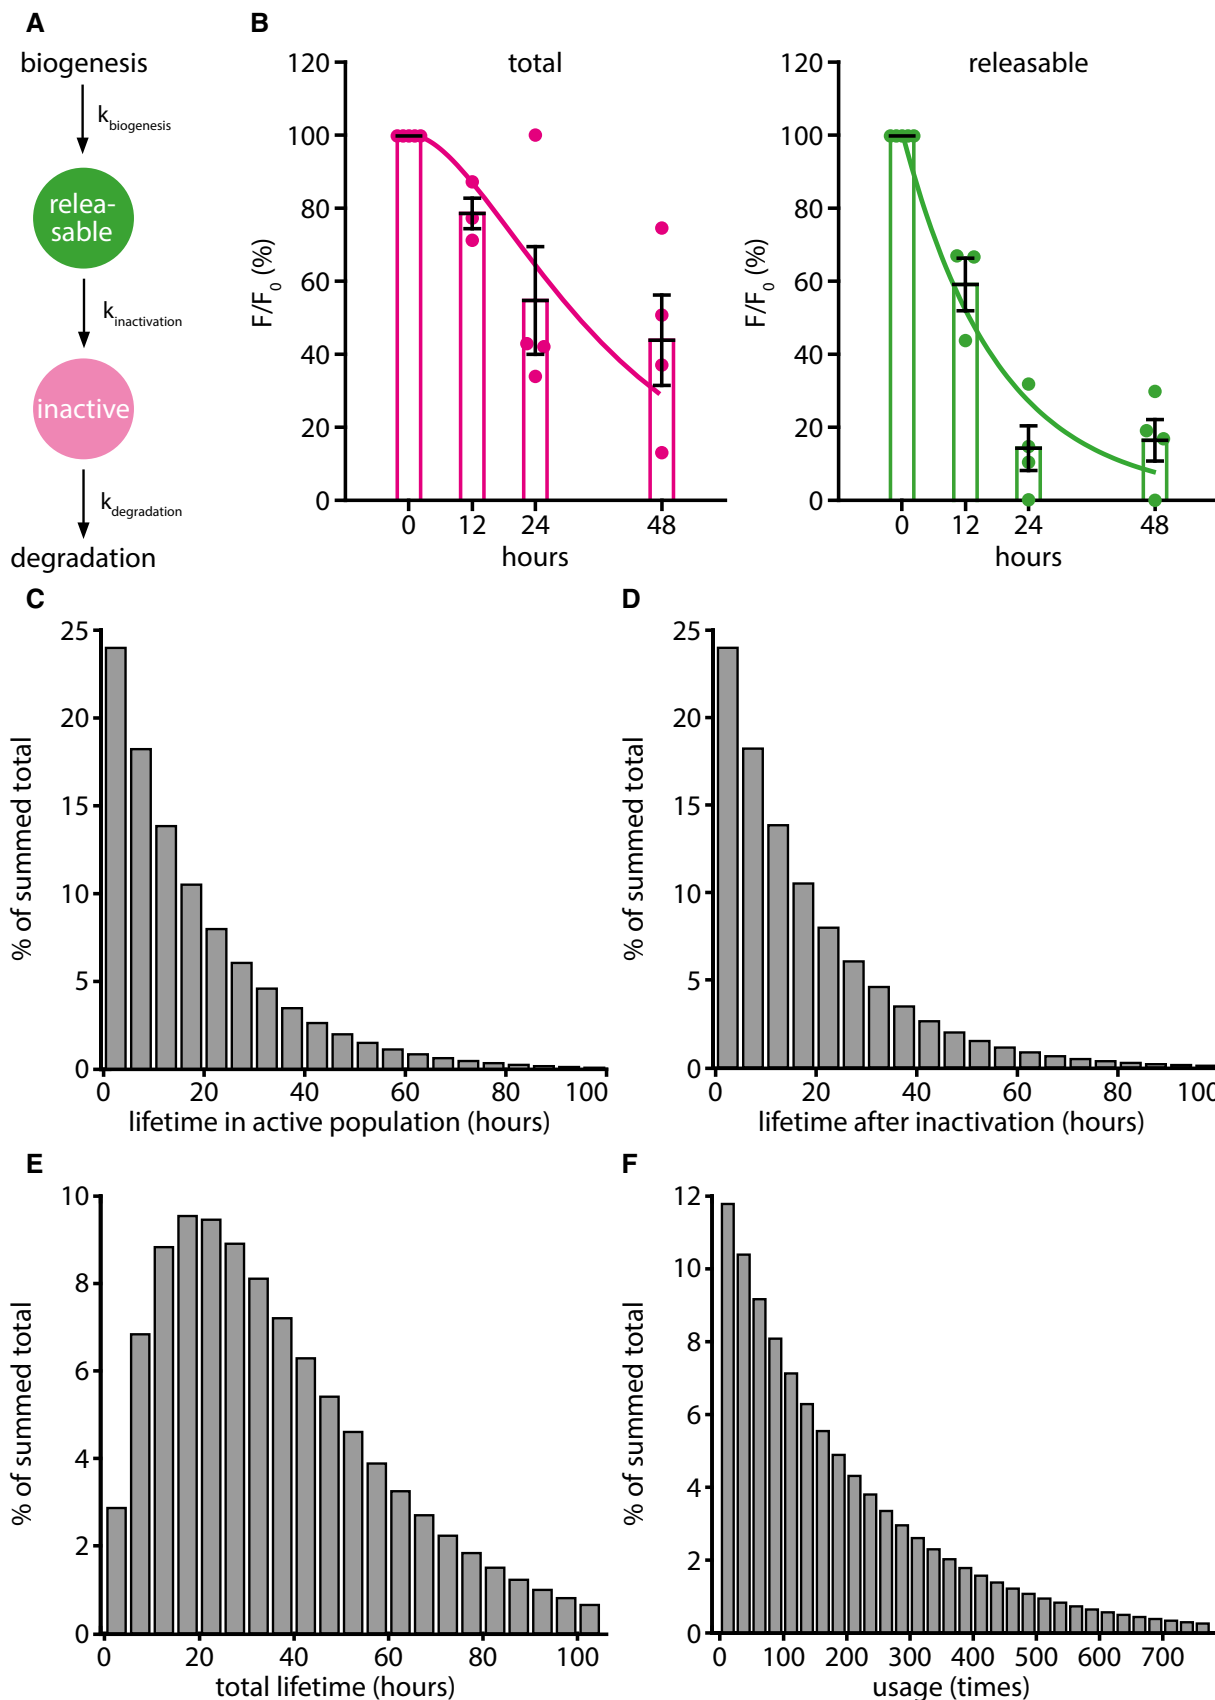 A
biogenesis
k biogenesis
relea-
sable
k inactivation
inactive
k degradation
degradation
B
total
F/F0 (%)
120
100
80
60
40
20
0
0 12 24 48
hours
releasable
F/F0 (%)
120
100
80
60
40
20
0
0 12 24 48
hours
C
% of summed total
25
20
15
10
5
0
0 20 40 60 80 100
lifetime in active population (hours)
D
% of summed total
25
20
15
10
5
0
0 20 40 60 80 100
lifetime after inactivation (hours)
E
% of summed total
10
8
6
4
2
0
0 20 40 60 80 100
total lifetime (hours)
F
% of summed total
12
10
8
6
4
2
0
0 100 200 300 400 500 600 700
usage (times)